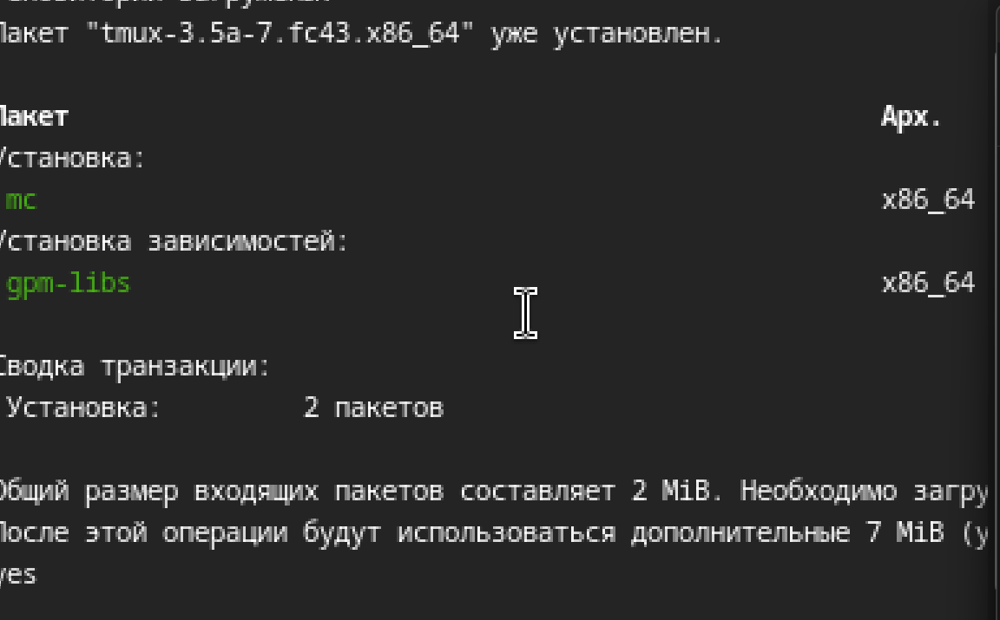 Пакет "tmux-3.5a-7.fc43.x86_64" уже установлен.
Пакет Арх.
Установка:
mc x86_64
Установка зависимостей:
gpm-libs x86_64
Сводка транзакции:
Установка: 2 пакетов
Общий размер входящих пакетов составляет 2 MiB. Необходимо загру
После этой операции будут использоваться дополнительные 7 MiB (у
yes